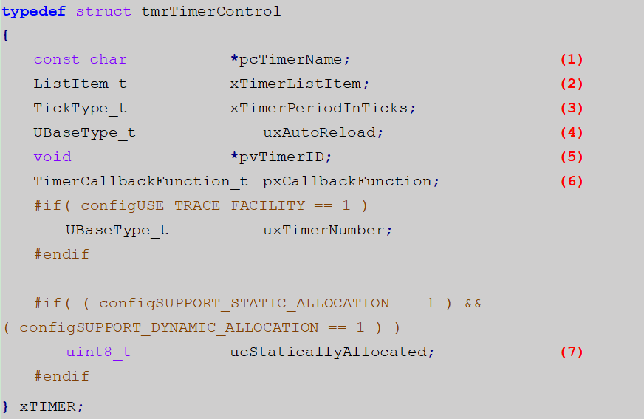 typedef struct tmrTimerControl
{
const char *pcTimerName; (1)
ListItem_t xTimerListItem; (2)
TickType_t xTimerPeriodInTicks; (3)
UBaseType_t uxAutoReload; (4)
void *pvTimerID; (5)
TimerCallbackFunction_t pxCallbackFunction; (6)
#if( configUSE_TRACE_FACILITY == 1 )
UBaseType_t uxTimerNumber;
#endif
#if( ( configSUPPORT_STATIC_ALLOCATION == 1 ) &&
( configSUPPORT_DYNAMIC_ALLOCATION == 1 ) )
uint8_t ucStaticallyAllocated; (7)
#endif
} xTIMER;